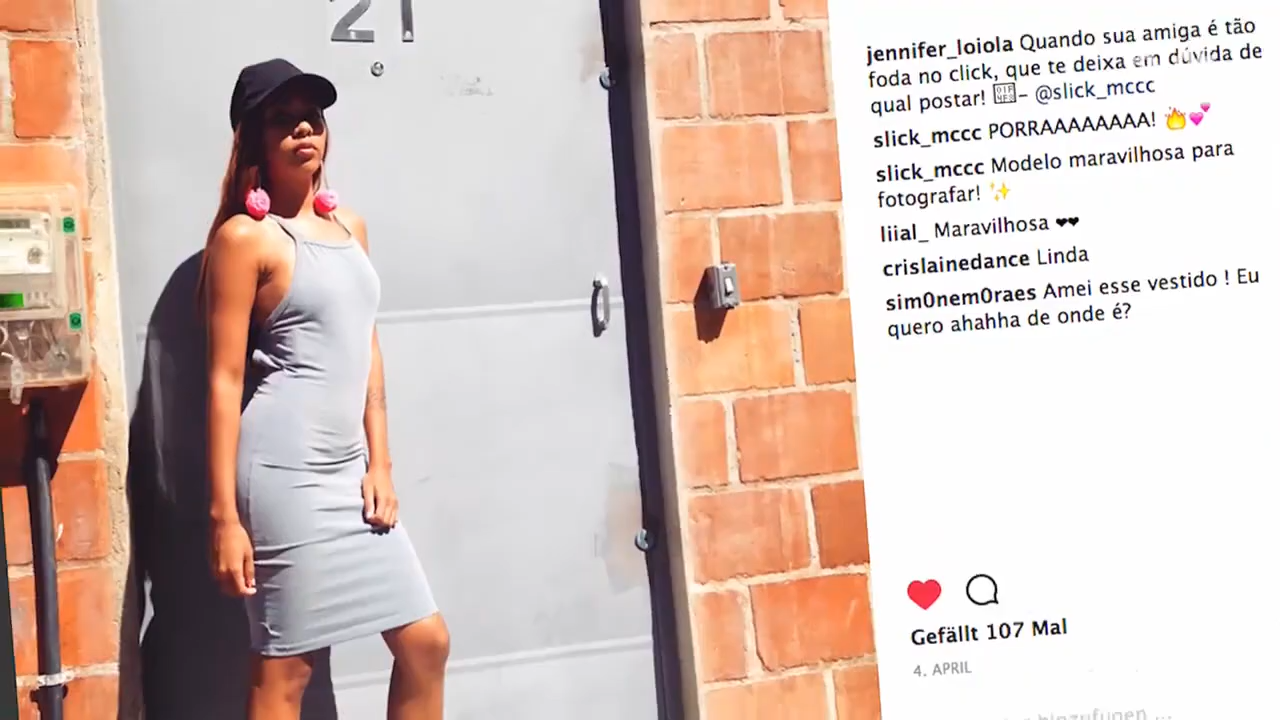 21
jennifer_loiola Quando sua amiga é tão
foda no click, que te deixa em dúvida de
qual postar! – @slick_mccc
slick_mccc PORRAAAAAAAA! 🔥💕
slick_mccc Modelo maravilhosa para
fotografar! ✨
liial_ Maravilhosa ❤❤
crislainedance Linda
sim0nem0raes Amei esse vestido ! Eu
quero ahahha de onde é?
Gefällt 107 Mal
4. APRIL
hinzufügen ...